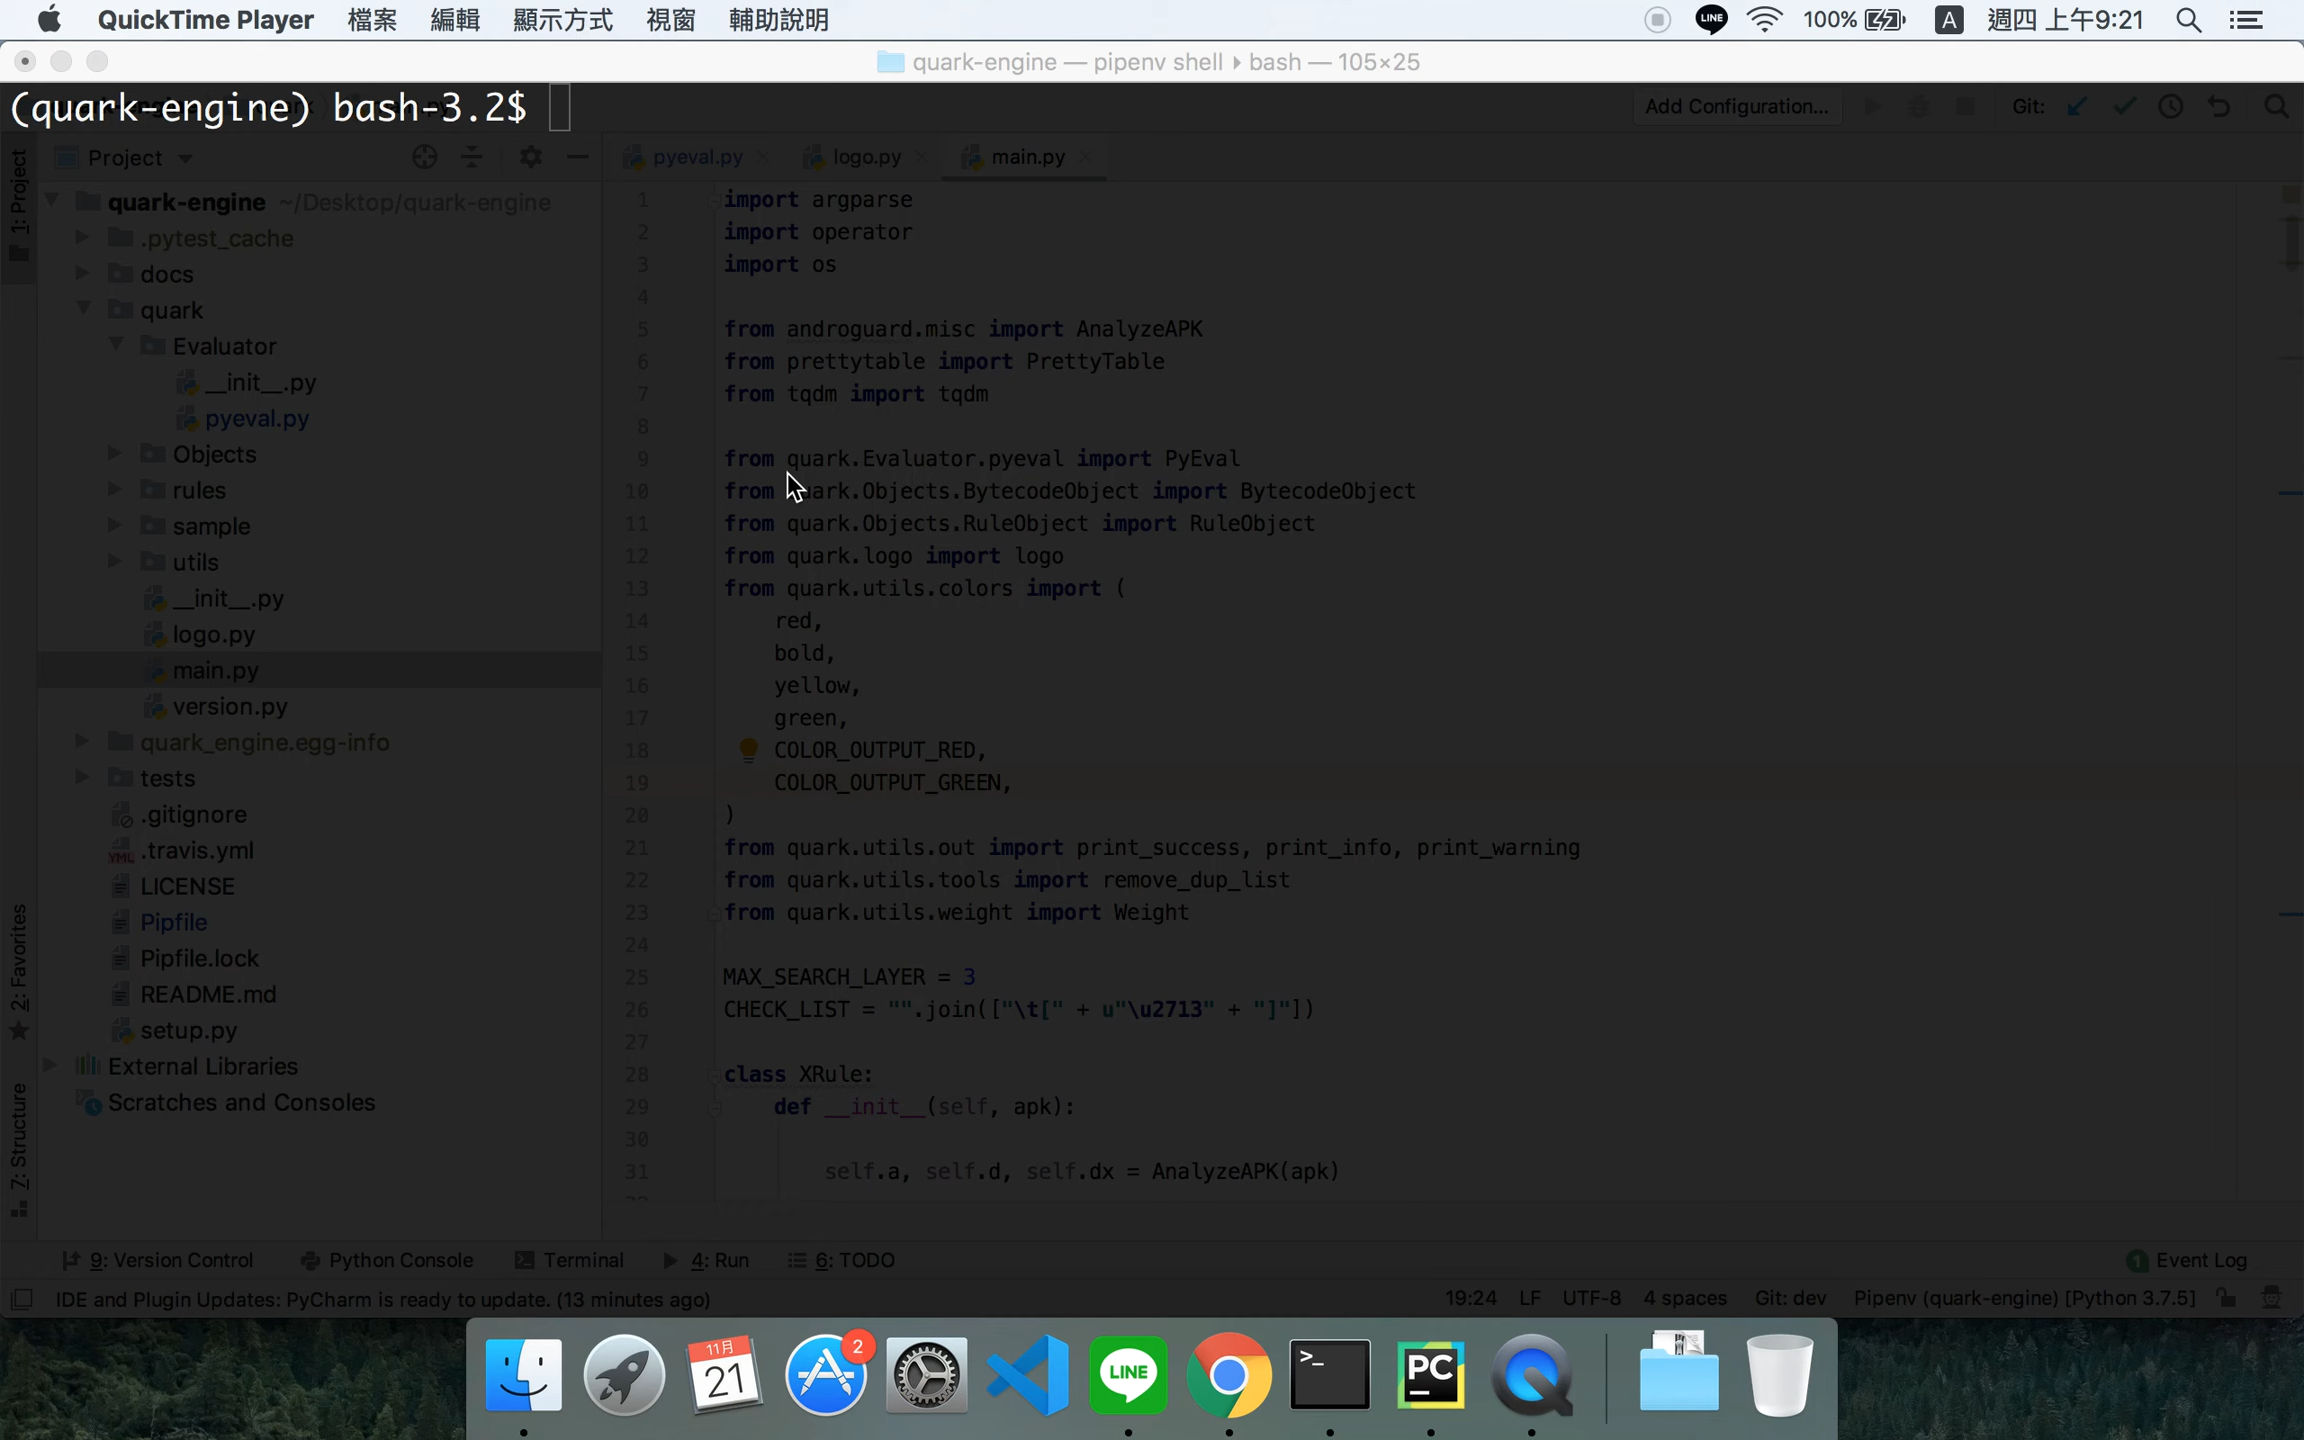 QuickTime Player 檔案 編輯 顯示方式 視窗 輔助說明 LINE 100% A 週四 上午9:21
quark-engine — pipenv shell ▸ bash — 105×25
(quark-engine) bash-3.2$
Add Configuration... Git:
Project
pyeval.py logo.py main.py
1: Project
quark-engine ~/Desktop/quark-engine
.pytest_cache
docs
quark
Evaluator
__init__.py
pyeval.py
Objects
rules
sample
utils
__init__.py
logo.py
main.py
version.py
quark_engine.egg-info
tests
.gitignore
.travis.yml
LICENSE
Pipfile
Pipfile.lock
README.md
setup.py
External Libraries
Scratches and Consoles
2: Favorites
7: Structure
1 import argparse
2 import operator
3 import os
4
5 from androguard.misc import AnalyzeAPK
6 from prettytable import PrettyTable
7 from tqdm import tqdm
8
9 from quark.Evaluator.pyeval import PyEval
10 from quark.Objects.BytecodeObject import BytecodeObject
11 from quark.Objects.RuleObject import RuleObject
12 from quark.logo import logo
13 from quark.utils.colors import (
14 red,
15 bold,
16 yellow,
17 green,
18 COLOR_OUTPUT_RED,
19 COLOR_OUTPUT_GREEN,
20 )
21 from quark.utils.out import print_success, print_info, print_warning
22 from quark.utils.tools import remove_dup_list
23 from quark.utils.weight import Weight
24
25 MAX_SEARCH_LAYER = 3
26 CHECK_LIST = "".join(["\t[" + u"\u2713" + "]"])
27
28 class XRule:
29 def __init__(self, apk):
30
31 self.a, self.d, self.dx = AnalyzeAPK(apk)
9: Version Control Python Console Terminal 4: Run 6: TODO 1 Event Log
IDE and Plugin Updates: PyCharm is ready to update. (13 minutes ago) 19:24 LF UTF-8 4 spaces Git: dev Pipenv (quark-engine) [Python 3.7.5]
11月
21
2
LINE
>_
PC